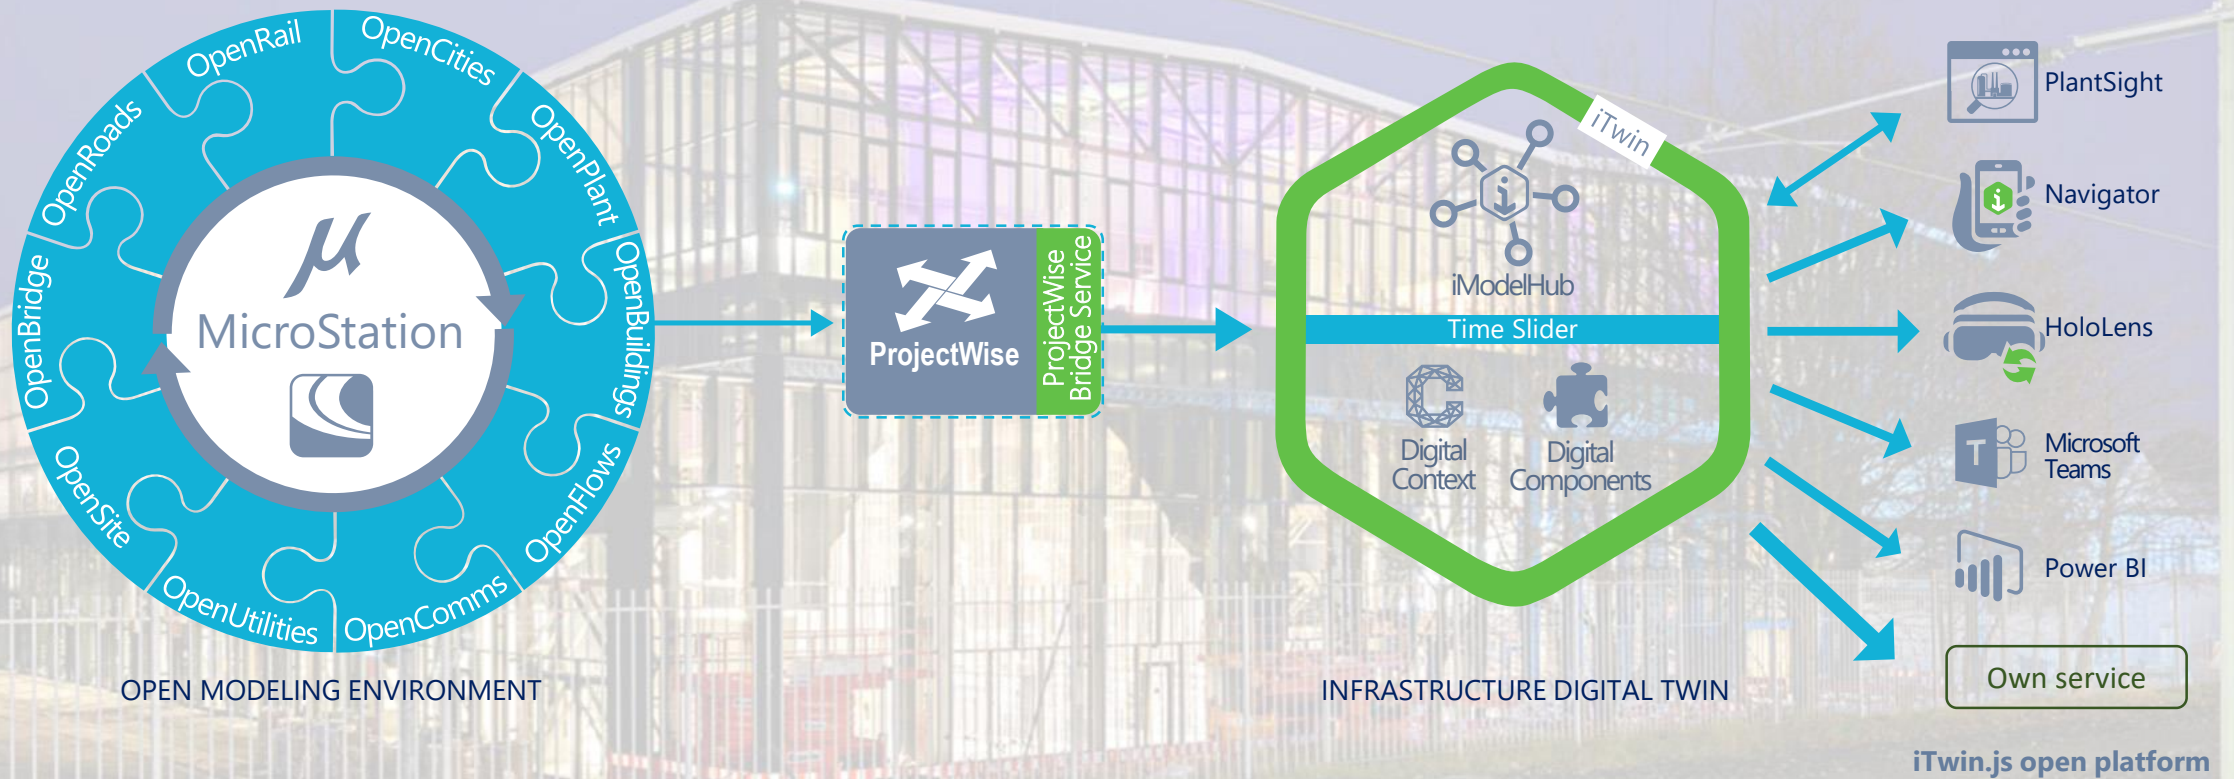 OpenRail
OpenCities
OpenPlant
OpenBuildings
OpenFlows
OpenComms
OpenUtilities
OpenSite
OpenBridge
OpenRoads
MicroStation
OPEN MODELING ENVIRONMENT
ProjectWise
ProjectWise
Bridge Service
iTwin
iModelHub
Time Slider
Digital
Context
Digital
Components
INFRASTRUCTURE DIGITAL TWIN
PlantSight
Navigator
HoloLens
T
Microsoft
Teams
Power BI
Own service
iTwin.js open platform